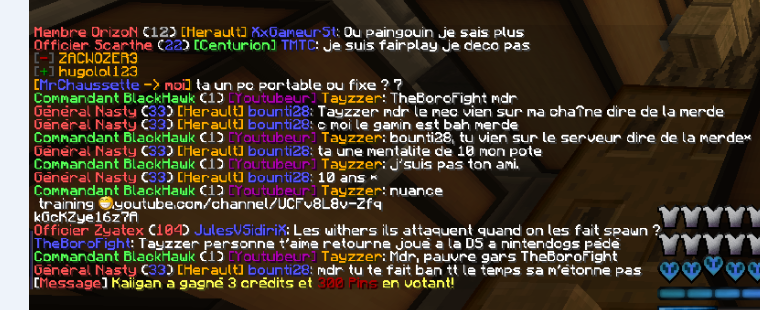 Membre OrizoN (12) [Herault] XxGameurSt: Ou paingouin je sais plus
Officier Scarthe (22) [Centurion] TMTC: je suis fairplay je deco pas
[-] ZACWOZER3
[+] hugolol123
[MrChaussette -> moi] ta un pc portable ou fixe ? ?
Commandant BlackHawk (1) [Youtubeur] Tayzzer: TheBoroFight mdr
Général Nasty (33) [Herault] bounti28: Tayzzer mdr le mec vien sur ma chaîne dire de la merde
Général Nasty (33) [Herault] bounti28: c moi le gamin est bah merde
Commandant BlackHawk (1) [Youtubeur] Tayzzer: bounti28, tu vien sur le serveur dire de la merde*
Général Nasty (33) [Herault] bounti28: ta une mentalite de 10 mon pote
Commandant BlackHawk (1) [Youtubeur] Tayzzer: j'suis pas ton ami.
Général Nasty (33) [Herault] bounti28: 10 ans *
Commandant BlackHawk (1) [Youtubeur] Tayzzer: nuance
training 😁youtube.com/channel/UCFv8L8v-Zfq
kGcKZye16z7A
Officier Zyatex (104) JulesVSidiriX: Les withers ils attaquent quand on les fait spawn ?
TheBoroFight: Tayzzer personne t'aime retourne joué a la DS a nintendogs pédé
Commandant BlackHawk (1) [Youtubeur] Tayzzer: Mdr, pauvre gars TheBoroFight
Général Nasty (33) [Herault] bounti28: mdr tu te fait ban tt le temps sa m'étonne pas
[Message] Kaiigan a gagné 3 crédits et 300 Pins en votant!